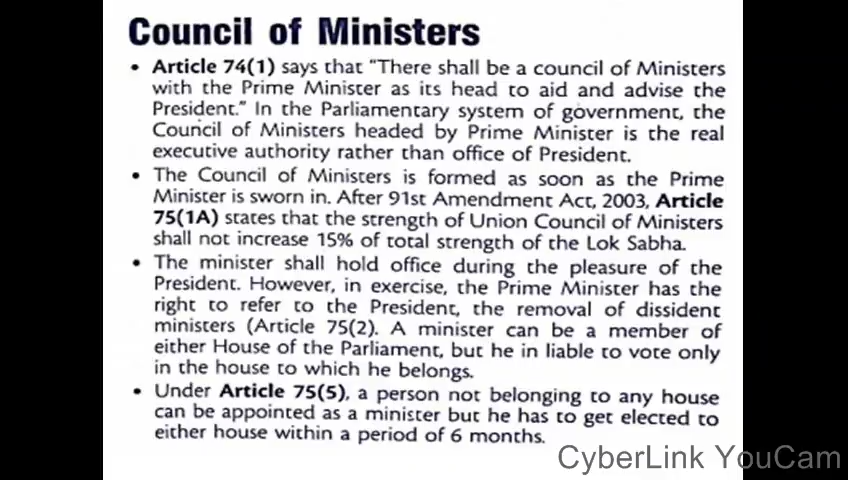 Council of Ministers
• Article 74(1) says that "There shall be a council of Ministers
with the Prime Minister as its head to aid and advise the
President." In the Parliamentary system of government, the
Council of Ministers headed by Prime Minister is the real
executive authority rather than office of President.
• The Council of Ministers is formed as soon as the Prime
Minister is sworn in. After 91st Amendment Act, 2003, Article
75(1A) states that the strength of Union Council of Ministers
shall not increase 15% of total strength of the Lok Sabha.
• The minister shall hold office during the pleasure of the
President. However, in exercise, the Prime Minister has the
right to refer to the President, the removal of dissident
ministers (Article 75(2). A minister can be a member of
either House of the Parliament, but he in liable to vote only
in the house to which he belongs.
• Under Article 75(5), a person not belonging to any house
can be appointed as a minister but he has to get elected to
either house within a period of 6 months.
CyberLink YouCam